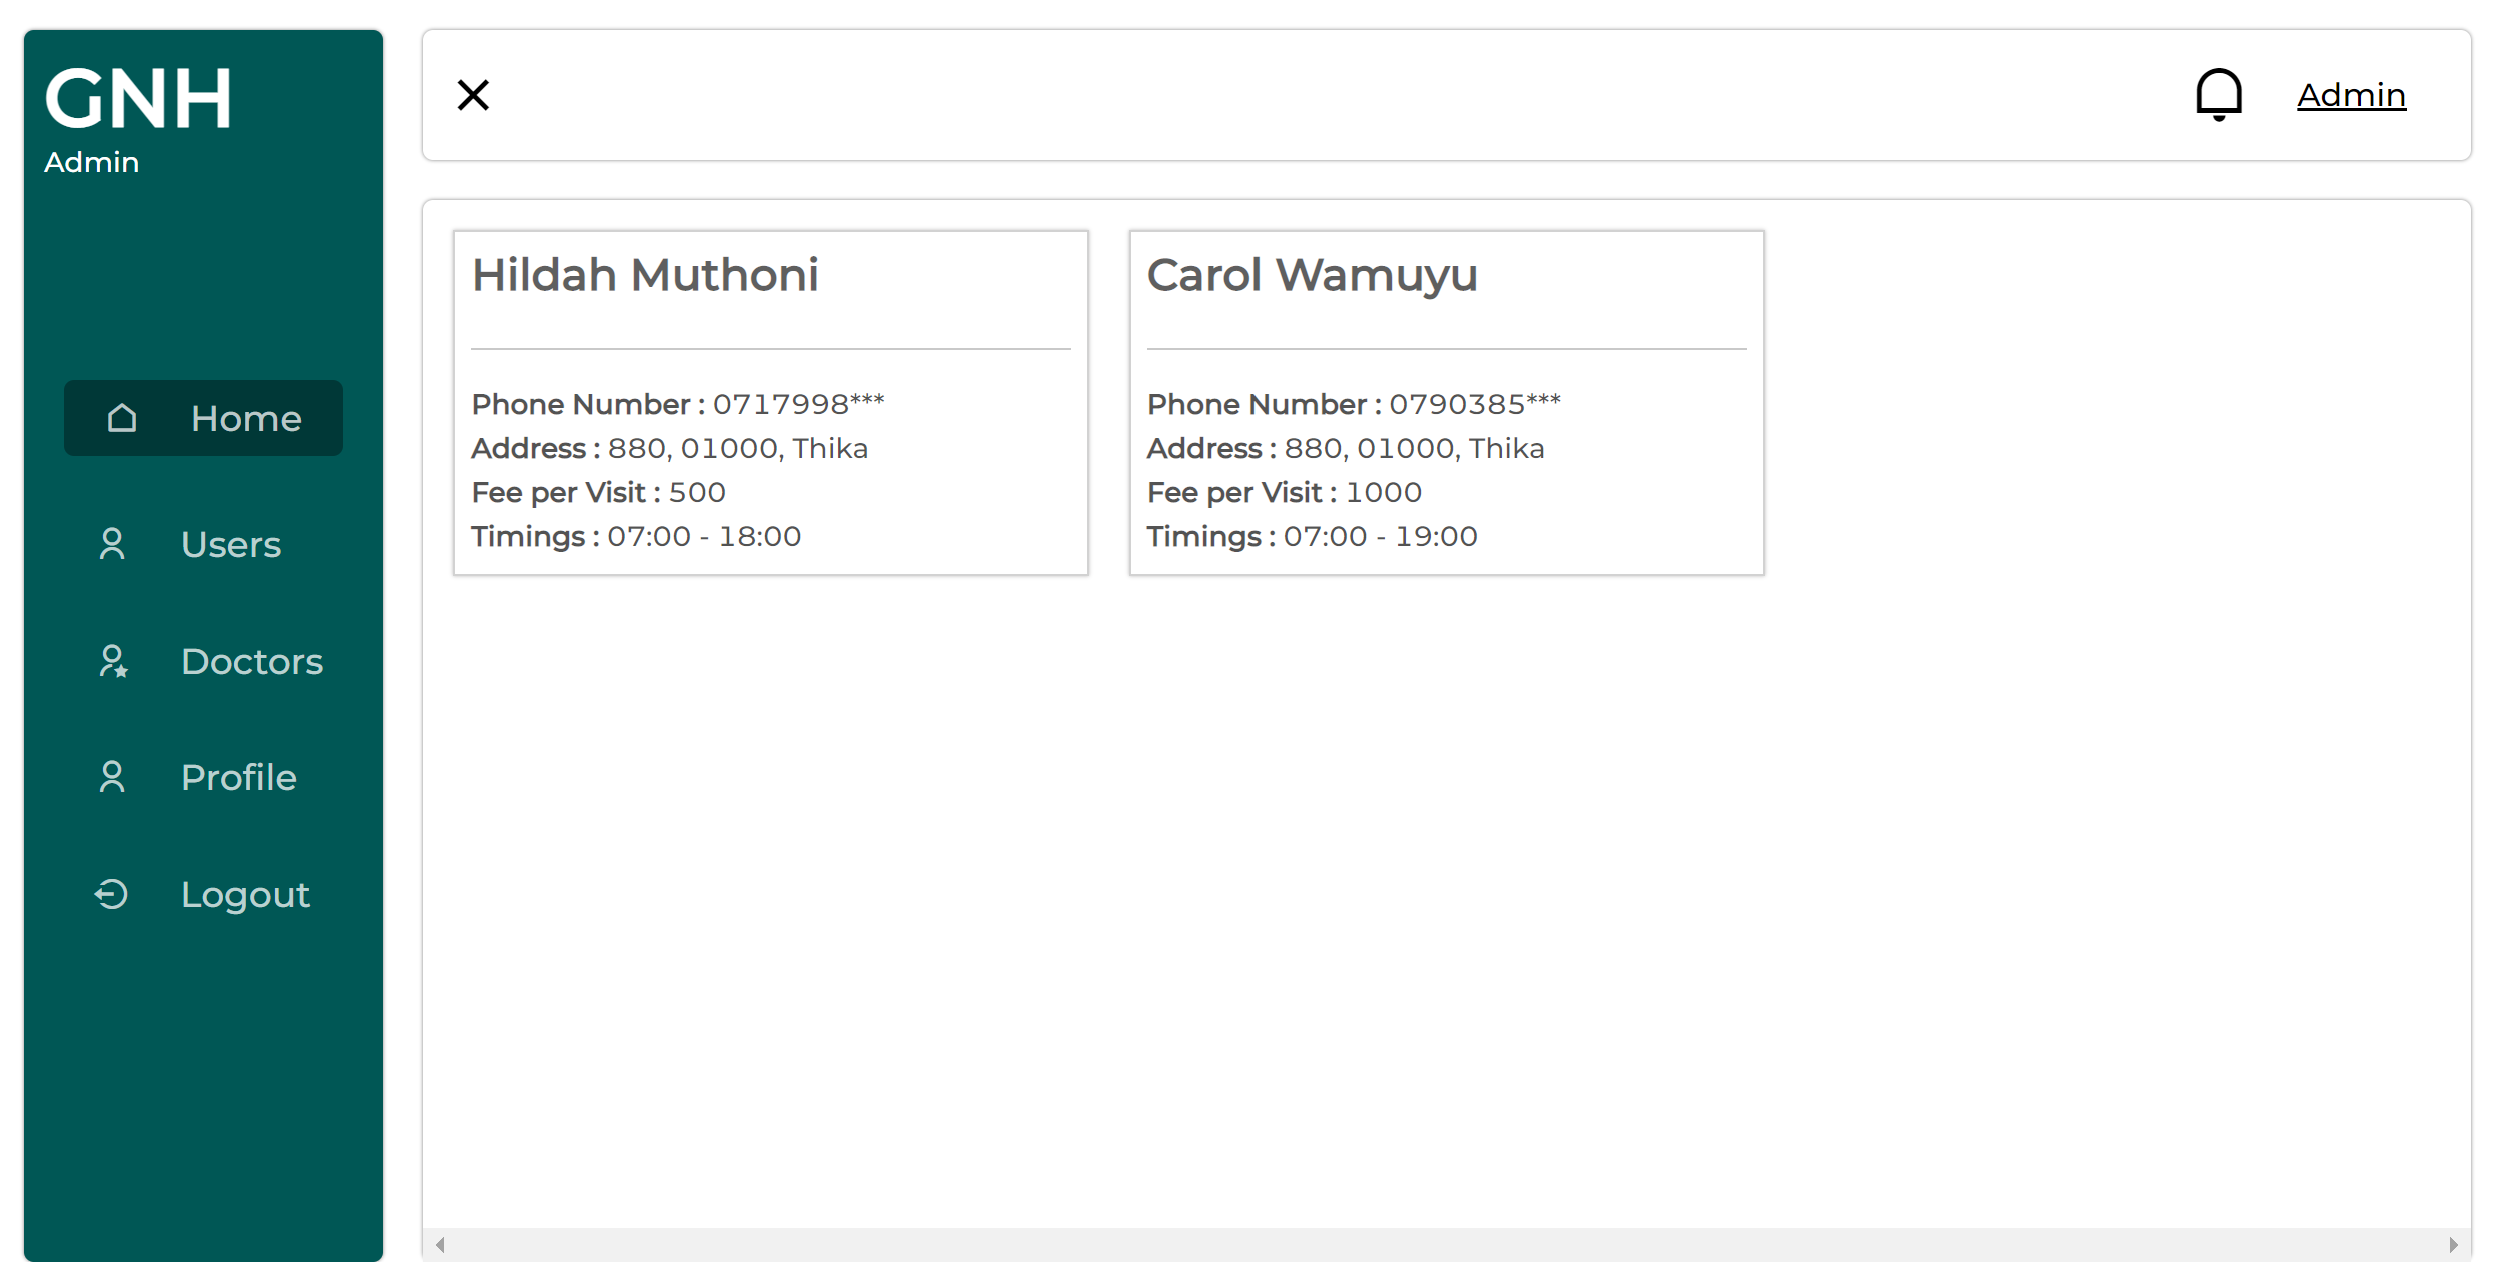 GNH
Admin
Home
Users
Doctors
Profile
Logout
Admin
Hildah Muthoni
Phone Number : 0717998***
Address : 880, 01000, Thika
Fee per Visit : 500
Timings : 07:00 - 18:00
Carol Wamuyu
Phone Number : 0790385***
Address : 880, 01000, Thika
Fee per Visit : 1000
Timings : 07:00 - 19:00